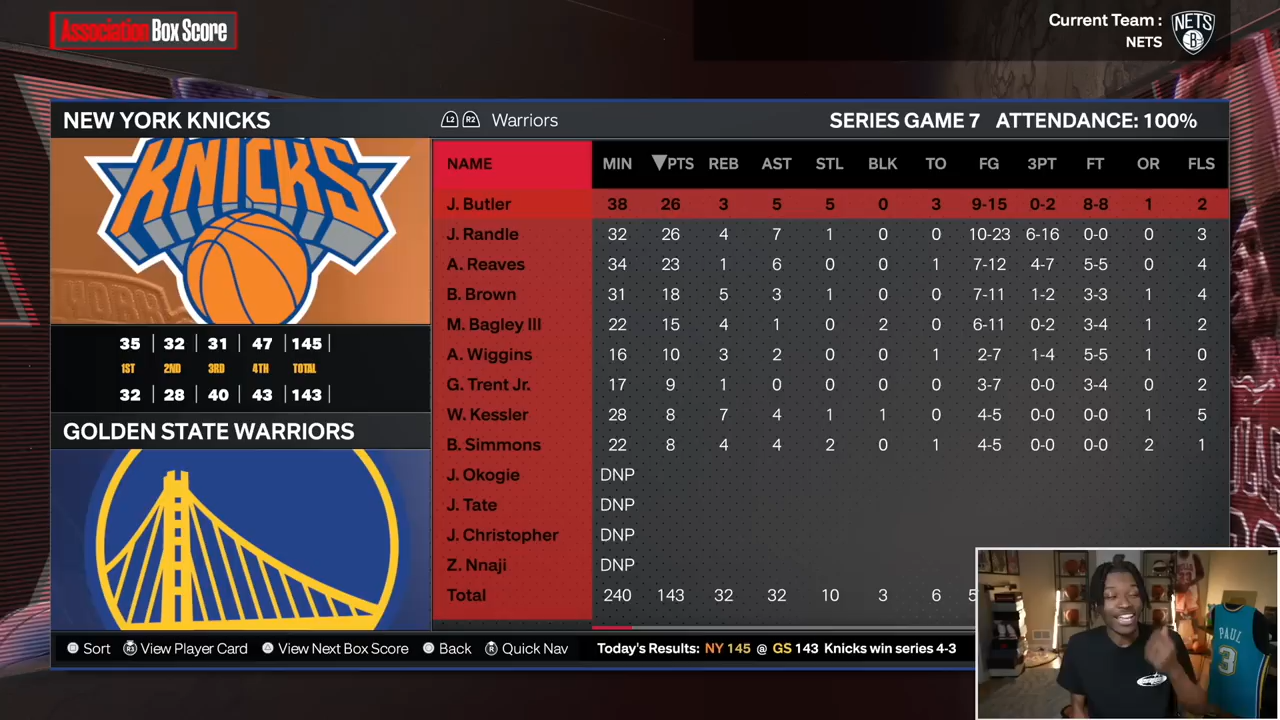 Association Box Score
Current Team :
NETS
NETS
B
NEW YORK KNICKS
L2 R2 Warriors
SERIES GAME 7 ATTENDANCE: 100%
KNICKS
NAME MIN PTS REB AST STL BLK TO FG 3PT FT OR FLS
J. Butler 38 26 3 5 5 0 3 9-15 0-2 8-8 1 2
J. Randle 32 26 4 7 1 0 0 10-23 6-16 0-0 0 3
A. Reaves 34 23 1 6 0 0 1 7-12 4-7 5-5 0 4
B. Brown 31 18 5 3 1 0 0 7-11 1-2 3-3 1 4
M. Bagley III 22 15 4 1 0 2 0 6-11 0-2 3-4 1 2
A. Wiggins 16 10 3 2 0 0 1 2-7 1-4 5-5 1 0
G. Trent Jr. 17 9 1 0 0 0 0 3-7 0-0 3-4 0 2
W. Kessler 28 8 7 4 1 1 0 4-5 0-0 0-0 1 5
B. Simmons 22 8 4 4 2 0 1 4-5 0-0 0-0 2 1
J. Okogie DNP
J. Tate DNP
J. Christopher DNP
Z. Nnaji DNP
Total 240 143 32 32 10 3 6 5
YORK
35 32 31 47 145
1ST 2ND 3RD 4TH TOTAL
32 28 40 43 143
GOLDEN STATE WARRIORS
Sort R3 View Player Card View Next Box Score Back R Quick Nav
Today's Results: NY 145 @ GS 143 Knicks win series 4-3
PAUL
3